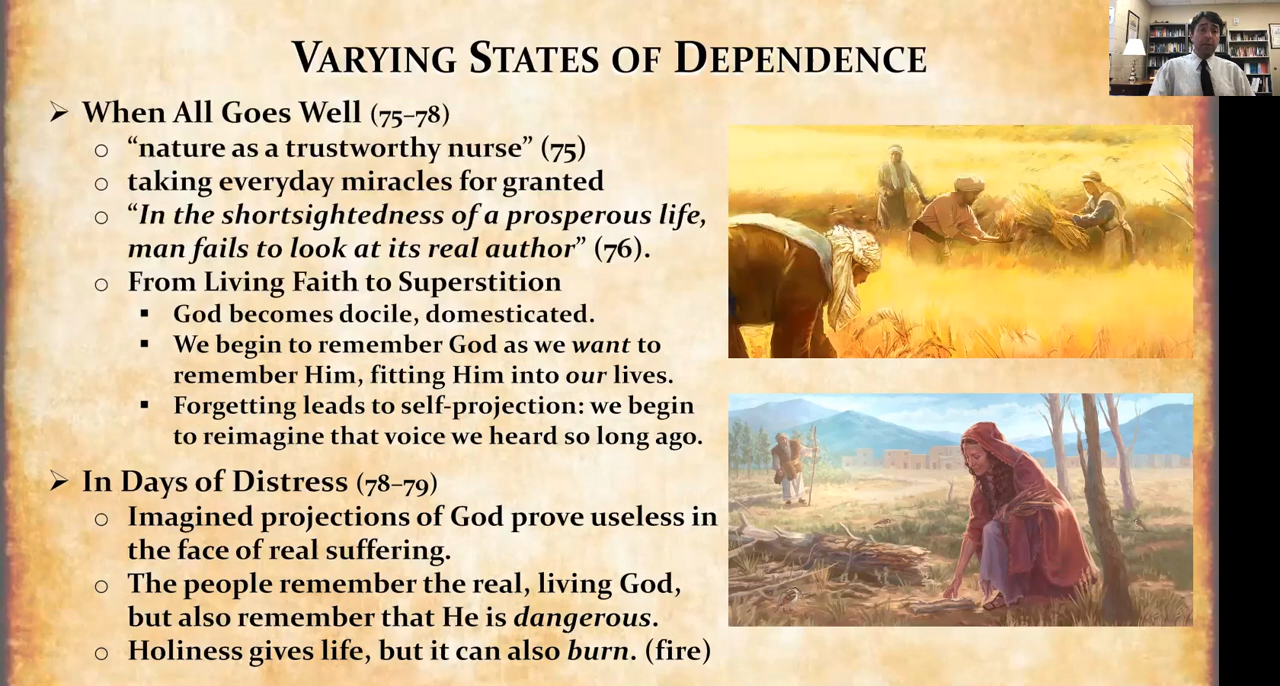 VARYING STATES OF DEPENDENCE
➢ When All Goes Well (75–78)
○ “nature as a trustworthy nurse” (75)
○ taking everyday miracles for granted
○ “In the shortsightedness of a prosperous life,
man fails to look at its real author” (76).
○ From Living Faith to Superstition
▪ God becomes docile, domesticated.
▪ We begin to remember God as we want to
remember Him, fitting Him into our lives.
▪ Forgetting leads to self-projection: we begin
to reimagine that voice we heard so long ago.
➢ In Days of Distress (78–79)
○ Imagined projections of God prove useless in
the face of real suffering.
○ The people remember the real, living God,
but also remember that He is dangerous.
○ Holiness gives life, but it can also burn. (fire)